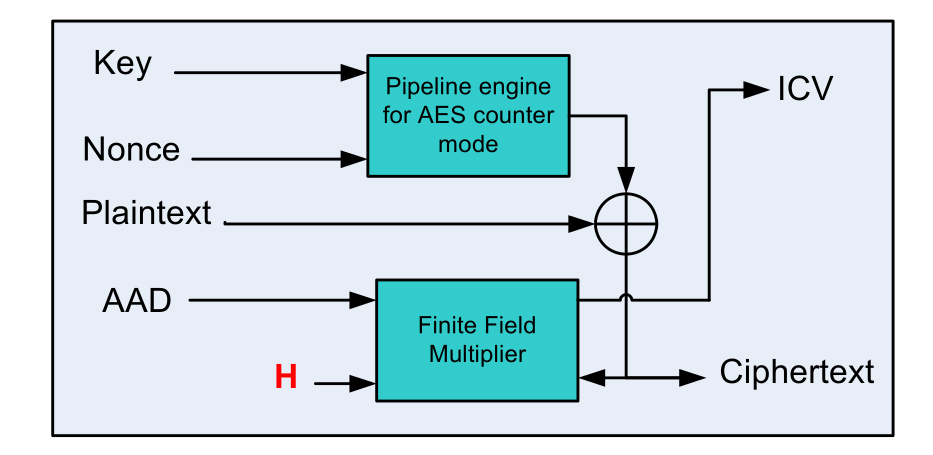 Key
Pipeline engine
for AES counter
mode
ICV
Nonce
Plaintext
AAD
Finite Field
Multiplier
H
Ciphertext